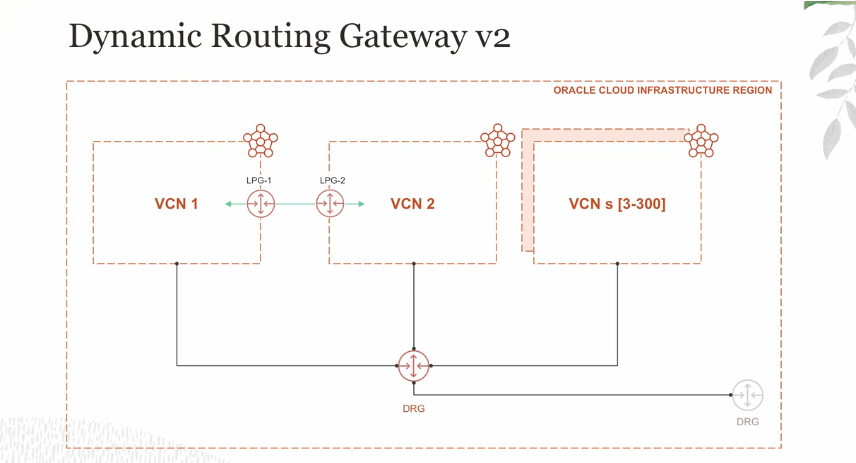 Dynamic Routing Gateway v2
ORACLE CLOUD INFRASTRUCTURE REGION
LPG-1
LPG-2
VCN 1
VCN 2
VCN s [3-300]
DRG
DRG